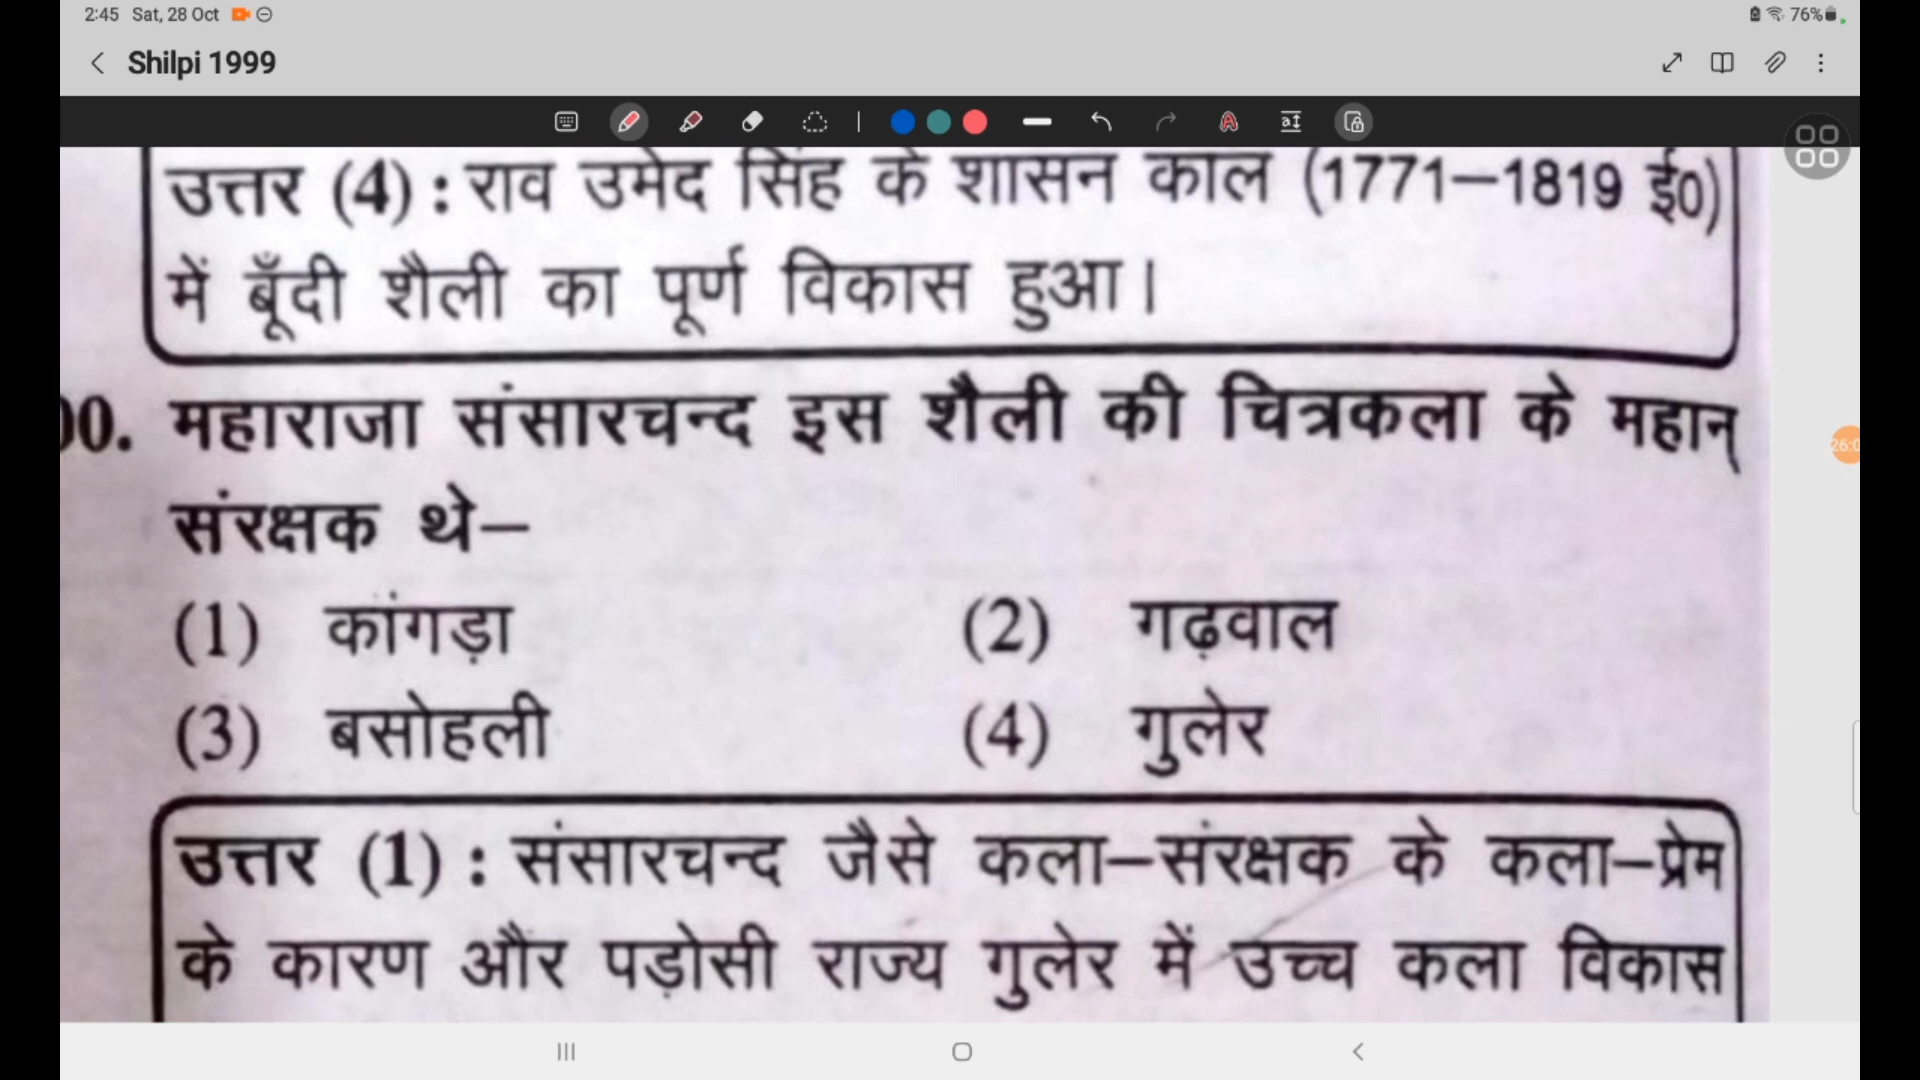 2:45 Sat, 28 Oct
76%
Shilpi 1999
उत्तर (4) : राव उमेद सिंह के शासन काल (1771–1819 ई0)
में बूँदी शैली का पूर्ण विकास हुआ।
00. महाराजा संसारचन्द इस शैली की चित्रकला के महान्
संरक्षक थे–
(1) कांगड़ा (2) गढ़वाल
(3) बसोहली (4) गुलेर
उत्तर (1) : संसारचन्द जैसे कला–संरक्षक के कला–प्रेम
के कारण और पड़ोसी राज्य गुलेर में उच्च कला विकास